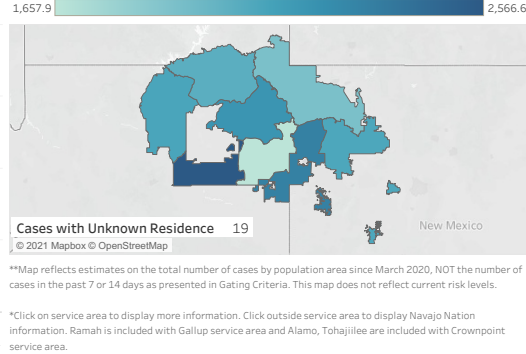 1,657.9 2,566.6
New Mexico
Cases with Unknown Residence 19
© 2021 Mapbox © OpenStreetMap
**Map reflects estimates on the total number of cases by population area since March 2020, NOT the number of
cases in the past 7 or 14 days as presented in Gating Criteria. This map does not reflect current risk levels.
*Click on service area to display more information. Click outside service area to display Navajo Nation
information. Ramah is included with Gallup service area and Alamo, Tohajiilee are included with Crownpoint
service area.